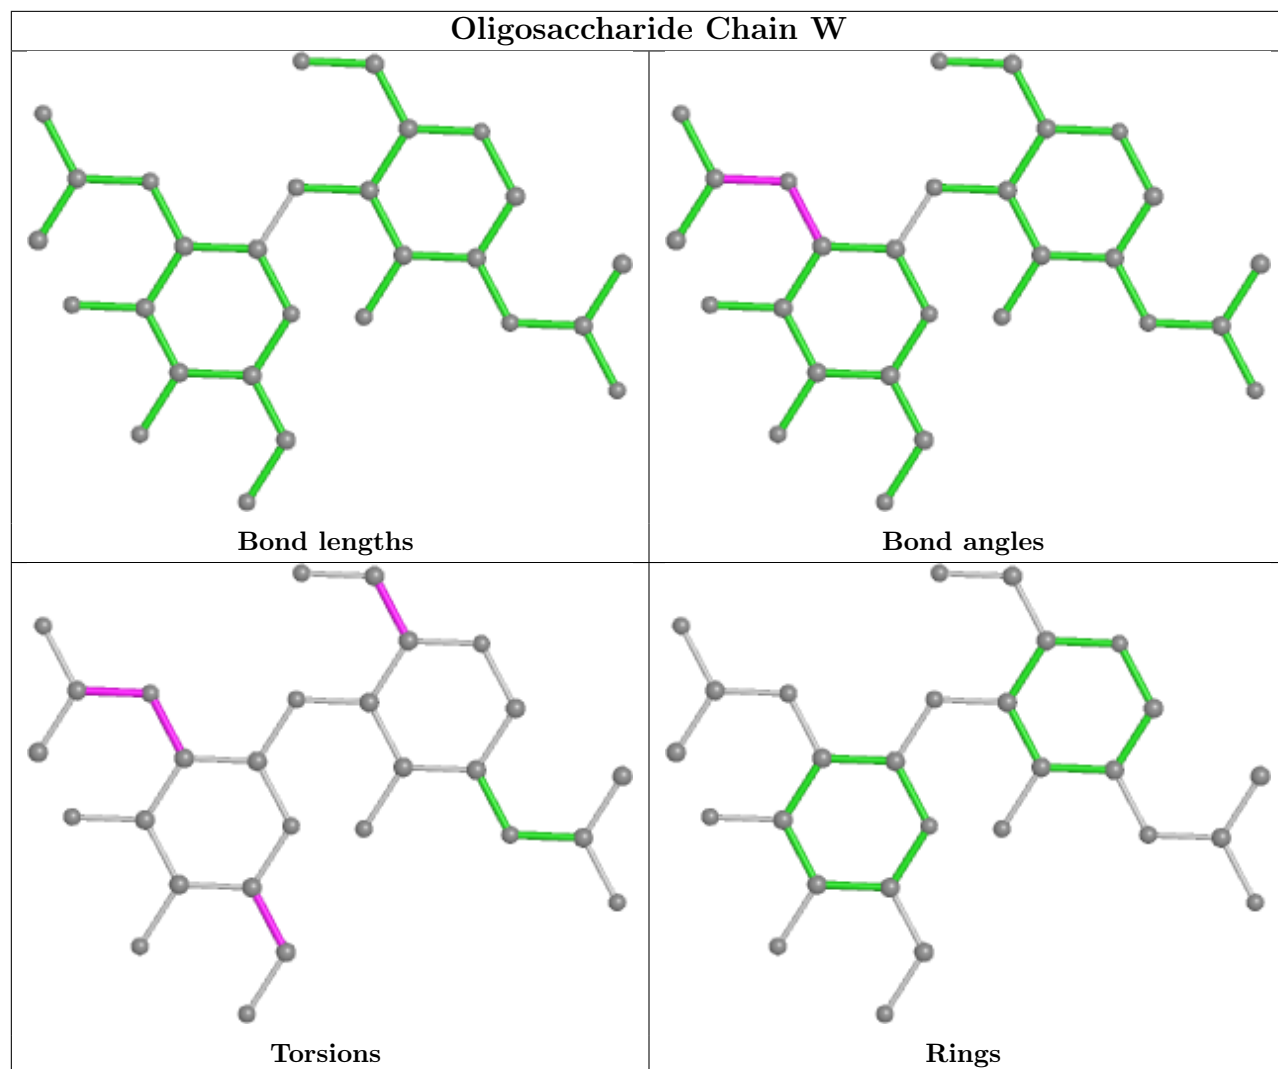 Oligosaccharide Chain W
Bond lengths
Bond angles
Torsions
Rings